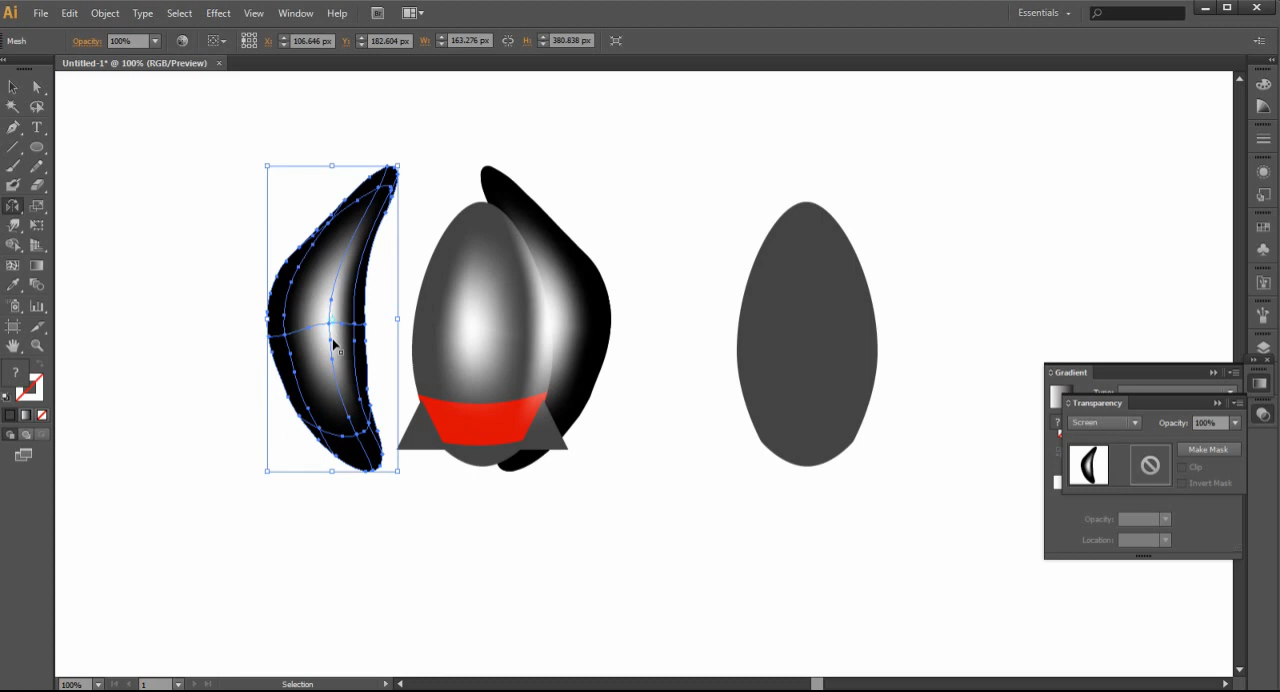 Ai File Edit Object Type Select Effect View Window Help Br Essentials
Mesh Opacity: 100% X: 106.646 px Y: 182.604 px W: 163.276 px H: 380.838 px
Untitled-1* @ 100% (RGB/Preview) ×
T
?
Gradient
Type:
Transparency
Screen Opacity: 100%
?
Make Mask
Clip
Invert Mask
Opacity:
Location:
100% 1 Selection